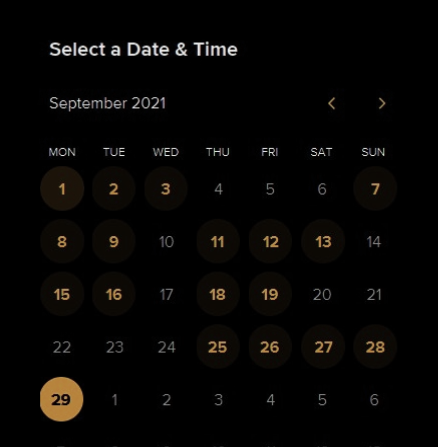 Select a Date & Time
September 2021
MON TUE WED THU FRI SAT SUN
1 2 3 4 5 6 7
8 9 10 11 12 13 14
15 16 17 18 19 20 21
22 23 24 25 26 27 28
29 1 2 3 4 5 6